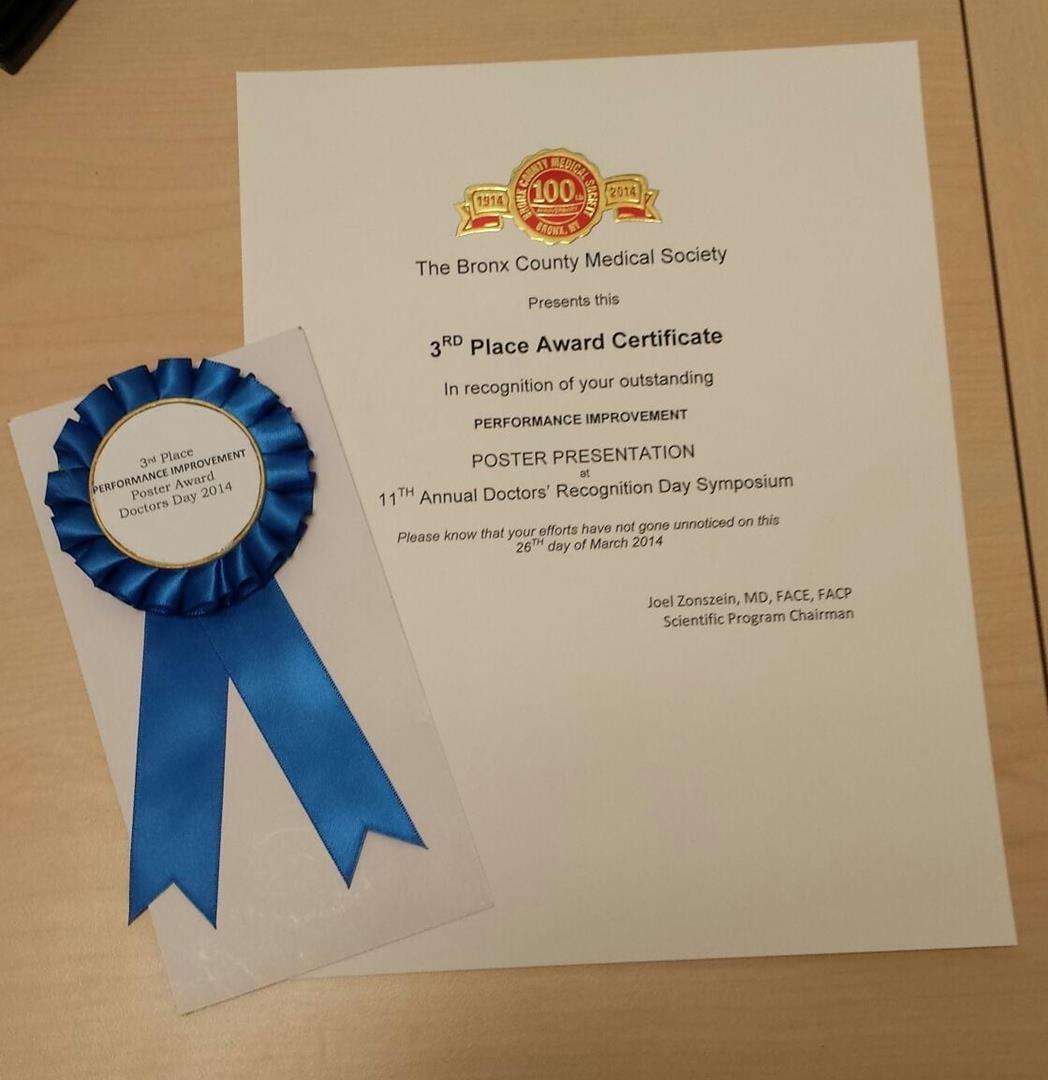 1914
BRONX COUNTY MEDICAL SOCIETY
100th
ANNIVERSARY
BRONX, NY
2014
The Bronx County Medical Society
Presents this
3RD Place Award Certificate
In recognition of your outstanding
PERFORMANCE IMPROVEMENT
POSTER PRESENTATION
at
11TH Annual Doctors' Recognition Day Symposium
Please know that your efforts have not gone unnoticed on this
26TH day of March 2014
Joel Zonszein, MD, FACE, FACP
Scientific Program Chairman
3rd Place
PERFORMANCE IMPROVEMENT
Poster Award
Doctors Day 2014